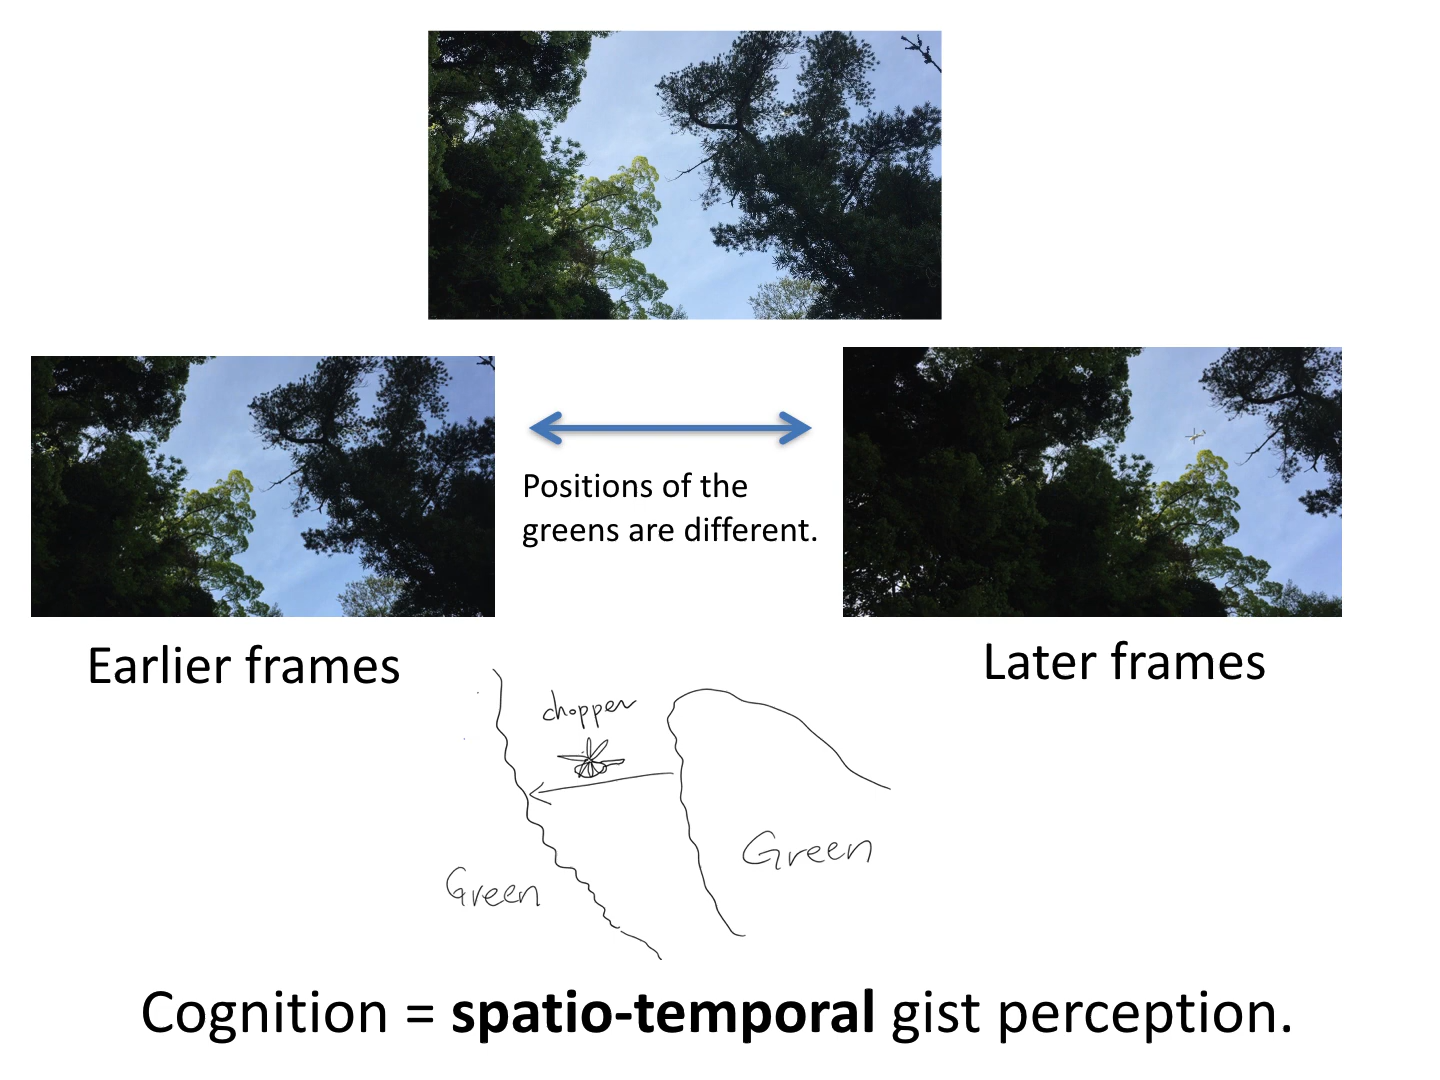 Positions of the
greens are different.
Earlier frames
Later frames
chopper
Green
Green
Cognition = spatio-temporal gist perception.